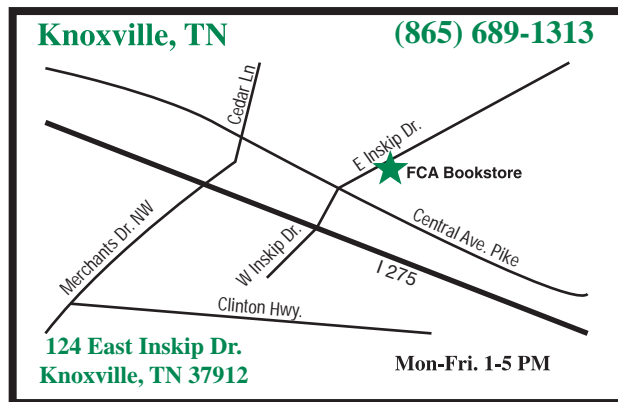 Knoxville, TN
(865) 689-1313
Cedar Ln
E Inskip Dr.
FCA Bookstore
Merchants Dr. NW
W Inskip Dr.
Central Ave. Pike
I 275
Clinton Hwy.
124 East Inskip Dr.
Knoxville, TN 37912
Mon-Fri. 1-5 PM